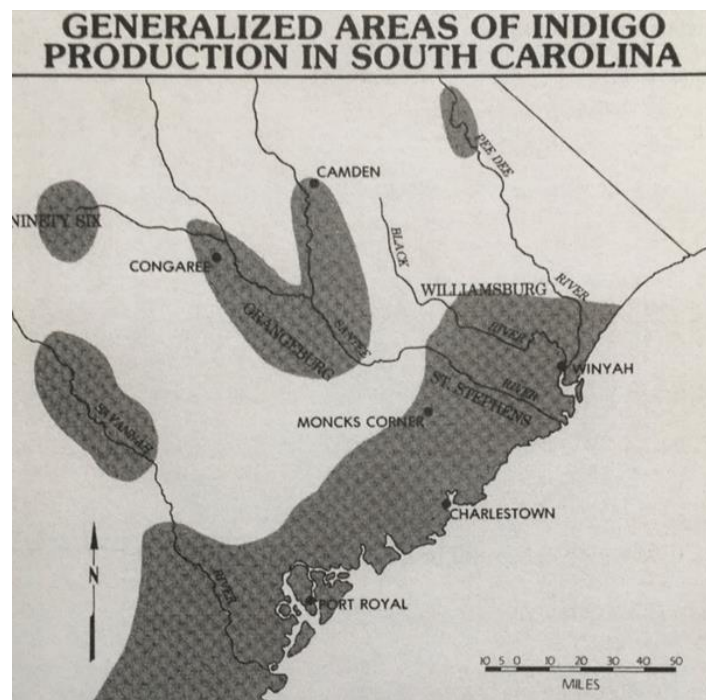 GENERALIZED AREAS OF INDIGO
PRODUCTION IN SOUTH CAROLINA
PEE DEE
CAMDEN
NINETY SIX
BLACK
CONGAREE
WILLIAMSBURG
RIVER
ORANGEBURG
SANTEE
RIVER
WINYAH
ST. STEPHENS
RIVER
MONCKS CORNER
SAVANNAH
CHARLESTOWN
N
RIVER
PORT ROYAL
10 5 0 10 20 30 40 50
MILES